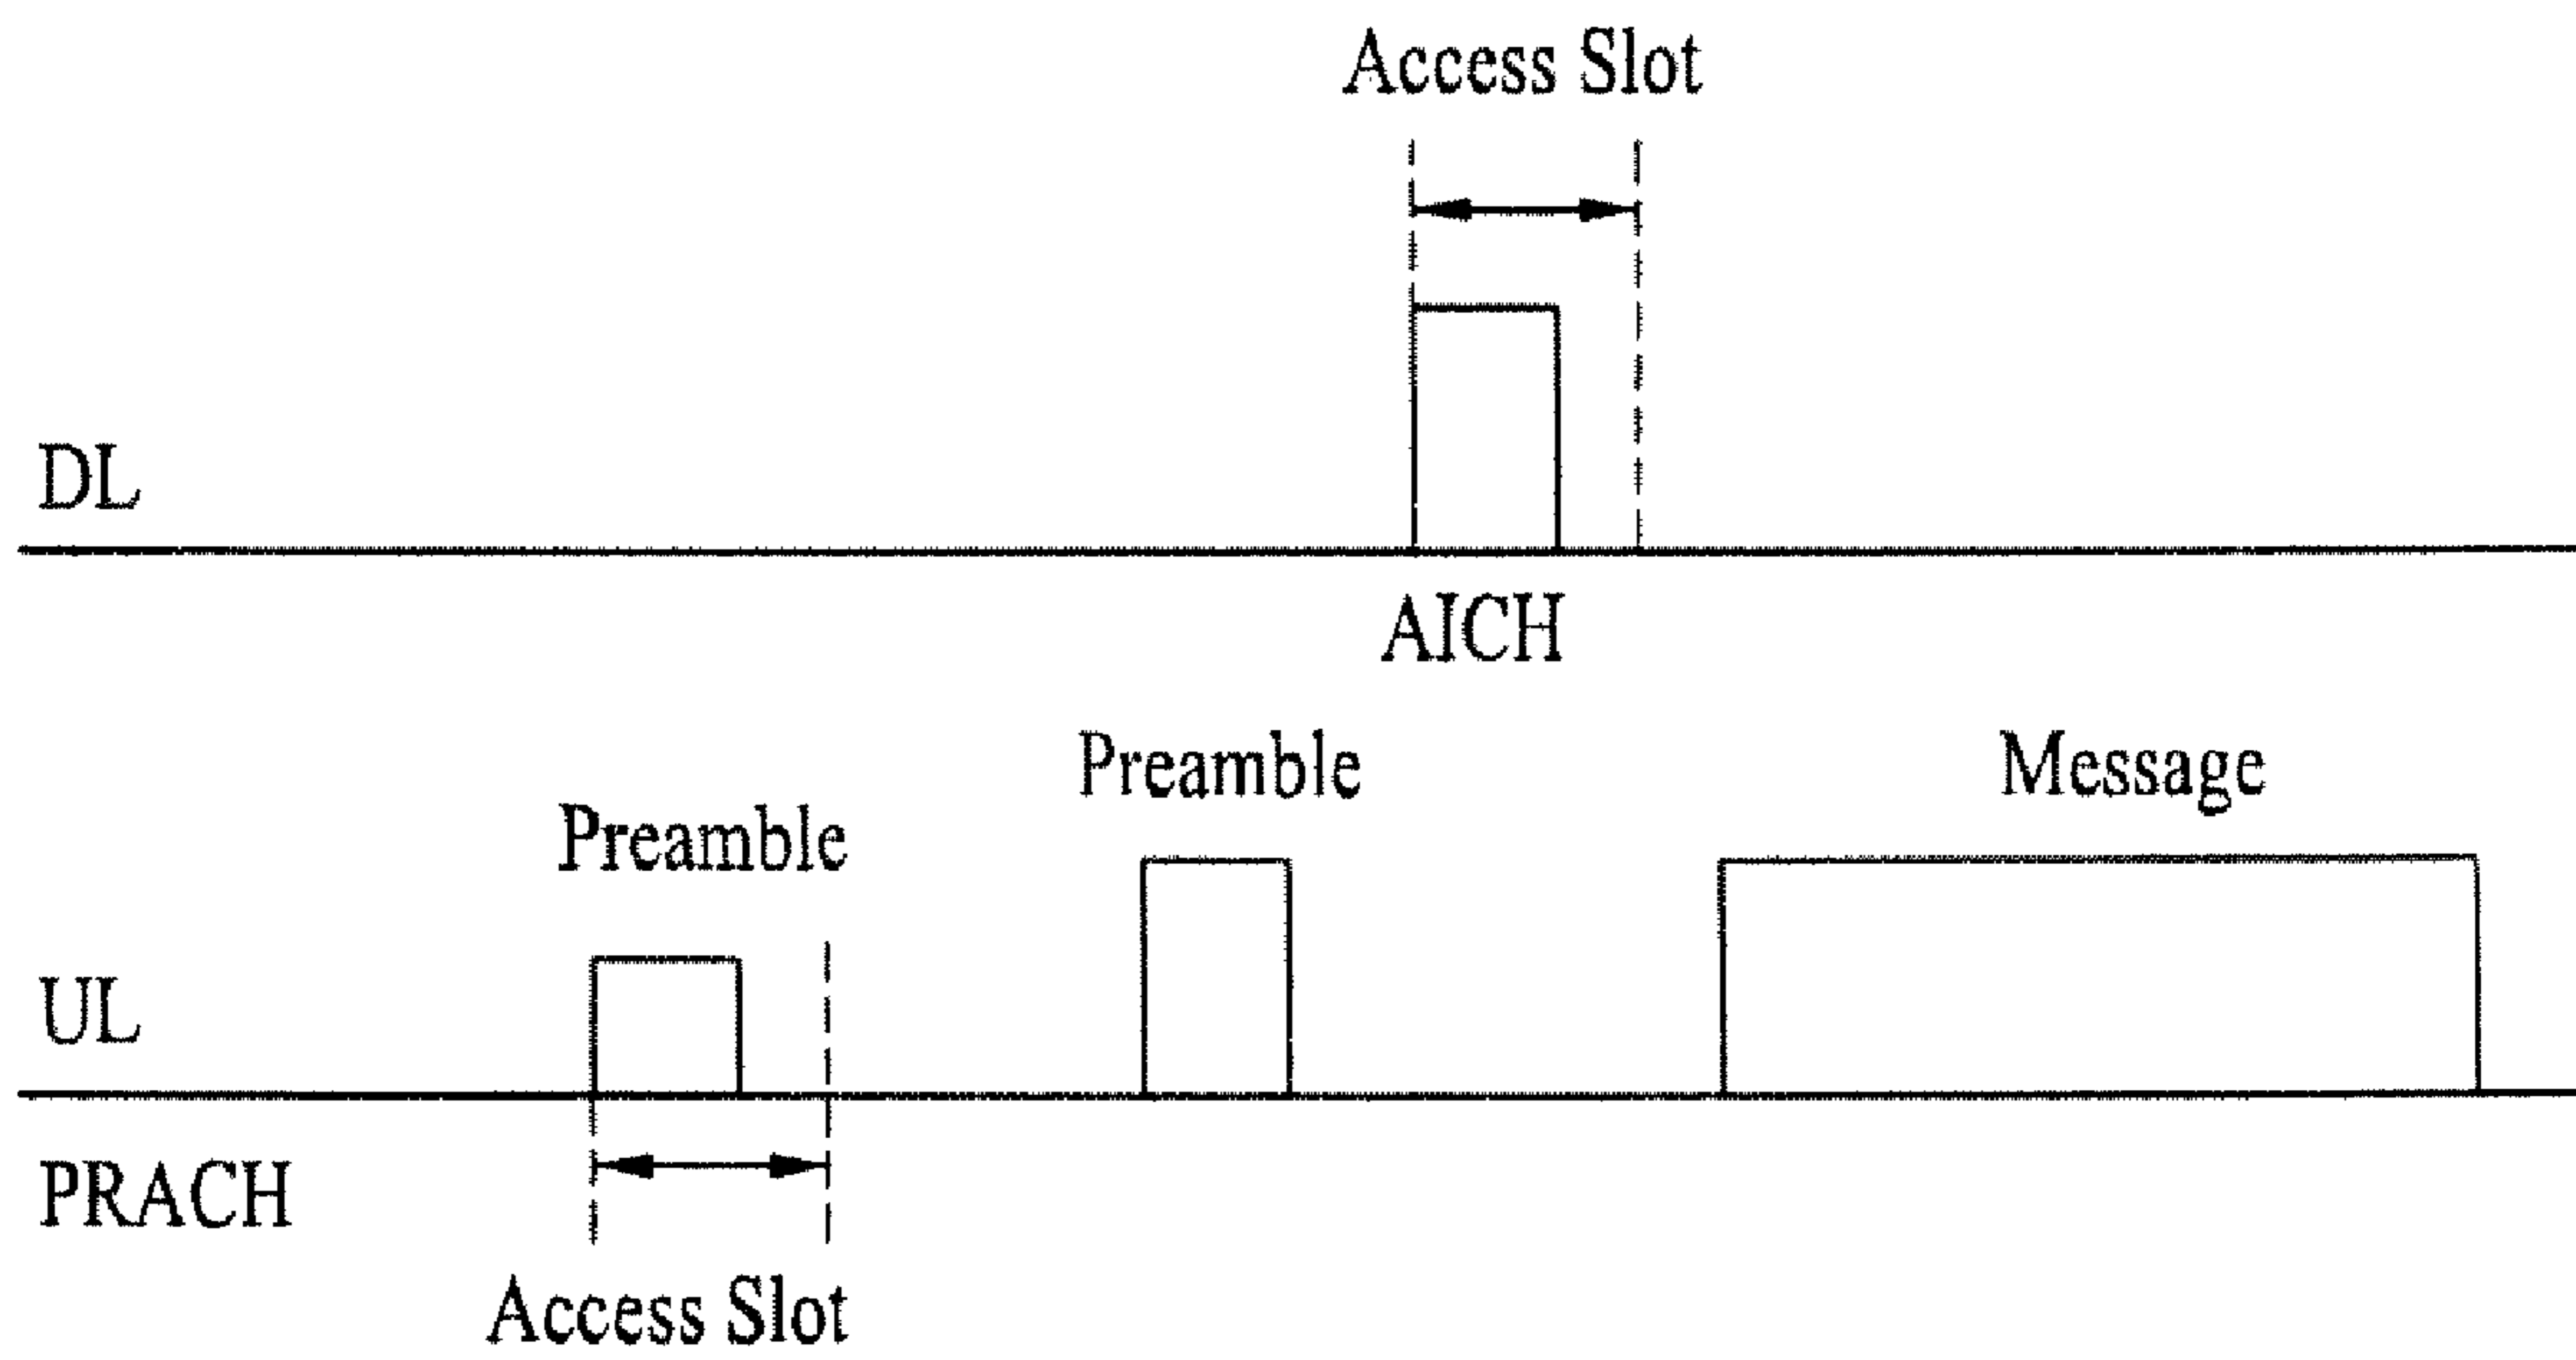 Access Slot
DL
AICH
Preamble
Message
Preamble
UL
PRACH
Access Slot